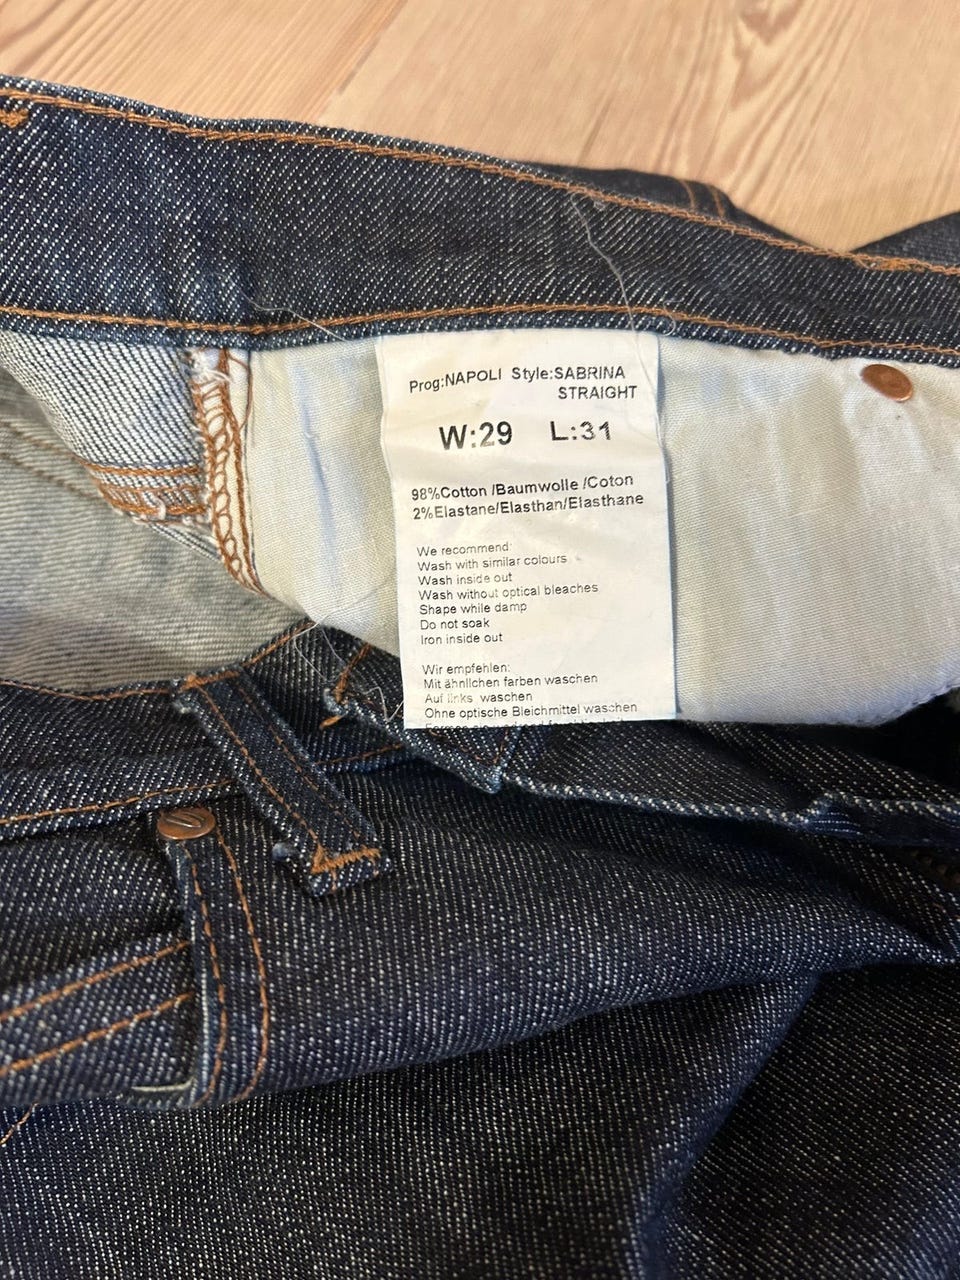 Prog:NAPOLI Style:SABRINA
STRAIGHT
W:29 L:31
98%Cotton /Baumwolle /Coton
2%Elastane/Elasthan/Elasthane
We recommend:
Wash with similar colours
Wash inside out
Wash without optical bleaches
Shape while damp
Do not soak
Iron inside out
Wir empfehlen:
Mit ähnlichen farben waschen
Auf links waschen
Ohne optische Bleichmittel waschen